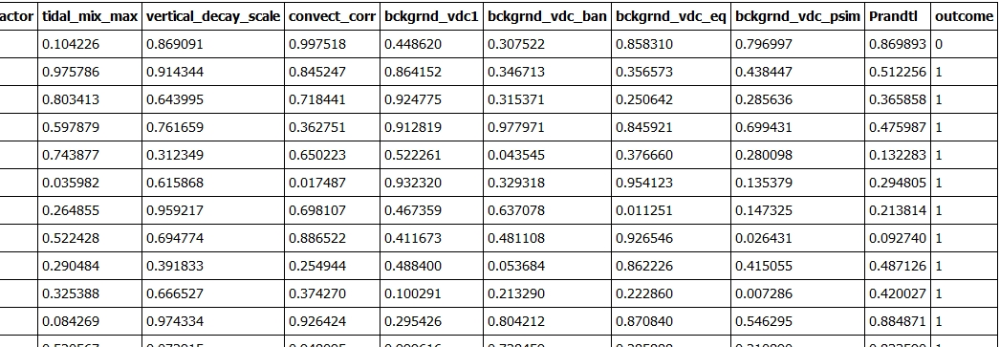 actor tidal_mix_max vertical_decay_scale convect_corr bckgrnd_vdc1 bckgrnd_vdc_ban bckgrnd_vdc_eq bckgrnd_vdc_psim Prandtl outcome
0.104226 0.869091 0.997518 0.448620 0.307522 0.858310 0.796997 0.869893 0
0.975786 0.914344 0.845247 0.864152 0.346713 0.356573 0.438447 0.512256 1
0.803413 0.643995 0.718441 0.924775 0.315371 0.250642 0.285636 0.365858 1
0.597879 0.761659 0.362751 0.912819 0.977971 0.845921 0.699431 0.475987 1
0.743877 0.312349 0.650223 0.522261 0.043545 0.376660 0.280098 0.132283 1
0.035982 0.615868 0.017487 0.932320 0.329318 0.954123 0.135379 0.294805 1
0.264855 0.959217 0.698107 0.467359 0.637078 0.011251 0.147325 0.213814 1
0.522428 0.694774 0.886522 0.411673 0.481108 0.926546 0.026431 0.092740 1
0.290484 0.391833 0.254944 0.488400 0.053684 0.862226 0.415055 0.487126 1
0.325388 0.666527 0.374270 0.100291 0.213290 0.222860 0.007286 0.420027 1
0.084269 0.974334 0.926424 0.295426 0.804212 0.870840 0.546295 0.884871 1